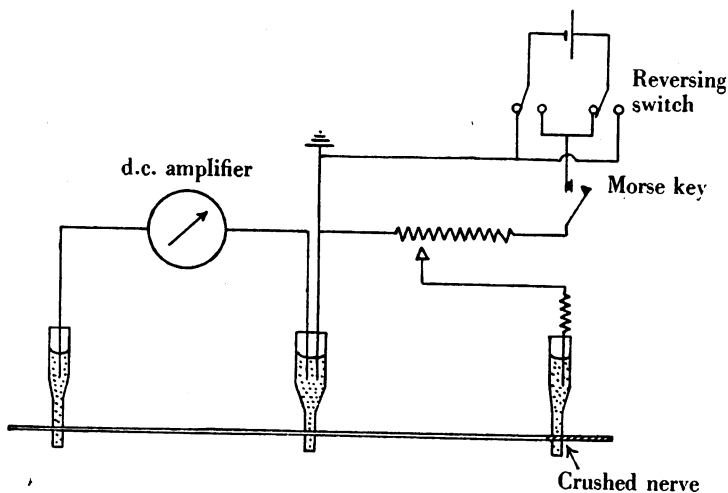 Reversing
switch
d.c. amplifier
Morse key
Crushed nerve